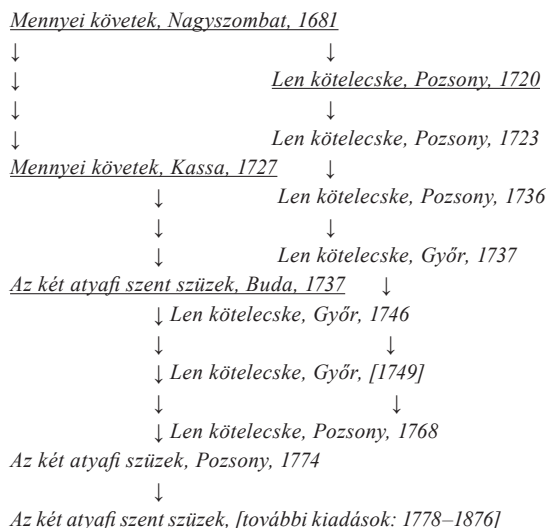 Mennyei követek, Nagyszombat, 1681
↓ ↓
↓ Len kötelecske, Pozsony, 1720
↓ ↓
↓ Len kötelecske, Pozsony, 1723
Mennyei követek, Kassa, 1727 ↓
↓ Len kötelecske, Pozsony, 1736
↓ ↓
↓ Len kötelecske, Győr, 1737
Az két atyafi szent szüzek, Buda, 1737 ↓
↓ Len kötelecske, Győr, 1746
↓ ↓
↓ Len kötelecske, Győr, [1749]
↓ ↓
↓ Len kötelecske, Pozsony, 1768
Az két atyafi szüzek, Pozsony, 1774
↓
Az két atyafi szent szüzek, [további kiadások: 1778–1876]